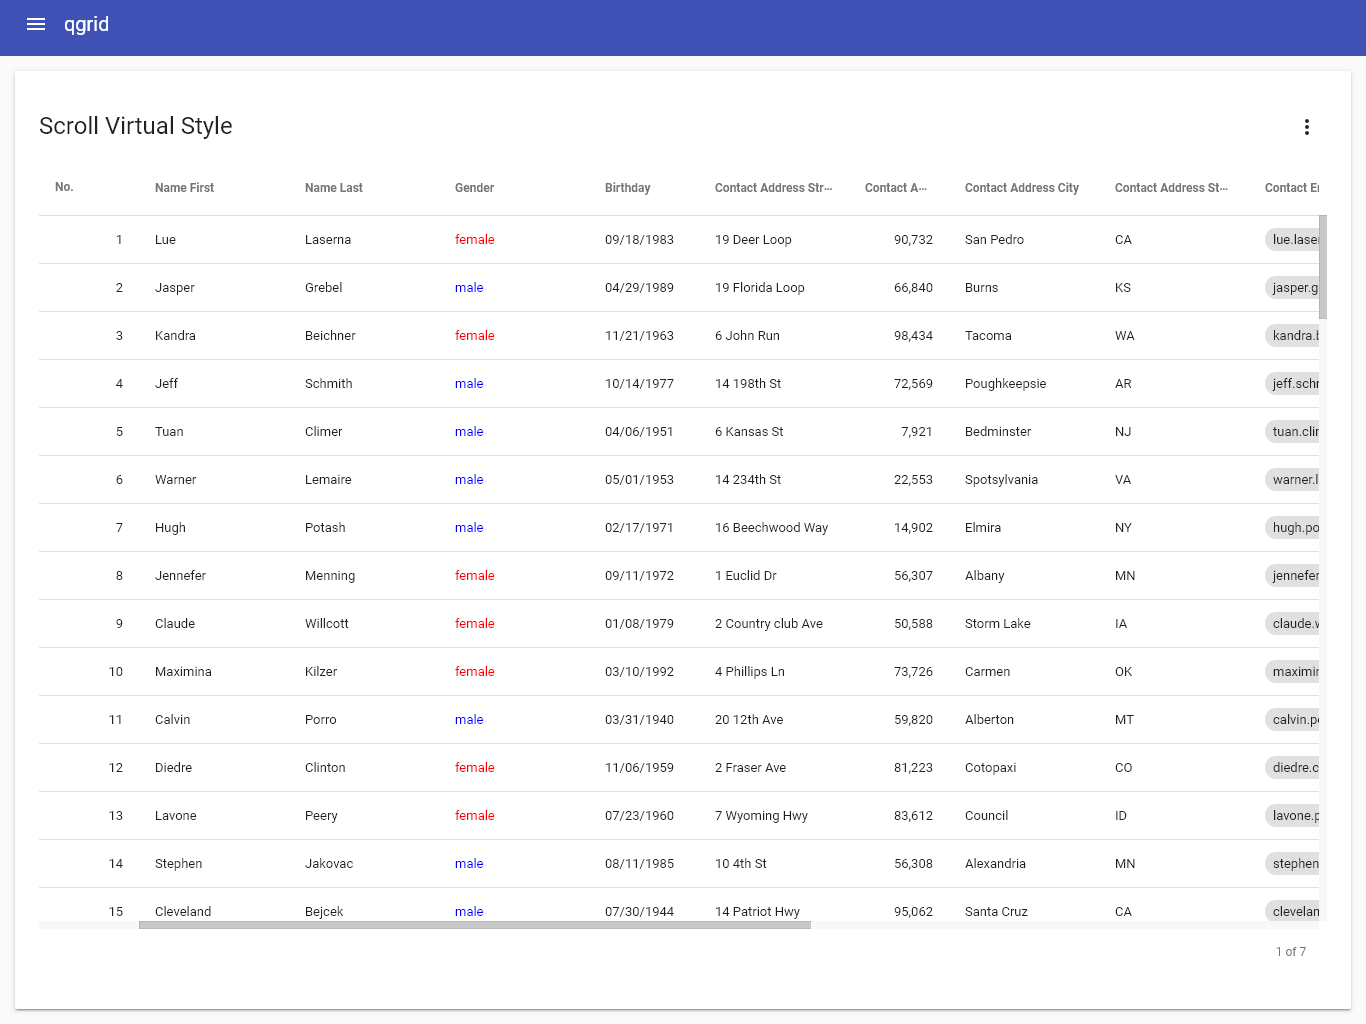 qgrid
Scroll Virtual Style
No. Name First Name Last Gender Birthday Contact Address Str... Contact A... Contact Address City Contact Address St... Contact
1 Lue Laserna female 09/18/1983 19 Deer Loop 90,732 San Pedro CA lue.laser
2 Jasper Grebel male 04/29/1989 19 Florida Loop 66,840 Burns KS jasper.g
3 Kandra Beichner female 11/21/1963 6 John Run 98,434 Tacoma WA kandra.b
4 Jeff Schmith male 10/14/1977 14 198th St 72,569 Poughkeepsie AR jeff.schr
5 Tuan Climer male 04/06/1951 6 Kansas St 7,921 Bedminster NJ tuan.clir
6 Warner Lemaire male 05/01/1953 14 234th St 22,553 Spotsylvania VA warner.l
7 Hugh Potash male 02/17/1971 16 Beechwood Way 14,902 Elmira NY hugh.po
8 Jennefer Menning female 09/11/1972 1 Euclid Dr 56,307 Albany MN jennefer
9 Claude Willcott female 01/08/1979 2 Country club Ave 50,588 Storm Lake IA claude.w
10 Maximina Kilzer female 03/10/1992 4 Phillips Ln 73,726 Carmen OK maximin
11 Calvin Porro male 03/31/1940 20 12th Ave 59,820 Alberton MT calvin.po
12 Diedre Clinton female 11/06/1959 2 Fraser Ave 81,223 Cotopaxi CO diedre.c
13 Lavone Peery female 07/23/1960 7 Wyoming Hwy 83,612 Council ID lavone.p
14 Stephen Jakovac male 08/11/1985 10 4th St 56,308 Alexandria MN stephen
15 Cleveland Bejcek male 07/30/1944 14 Patriot Hwy 95,062 Santa Cruz CA clevelan
1 of 7